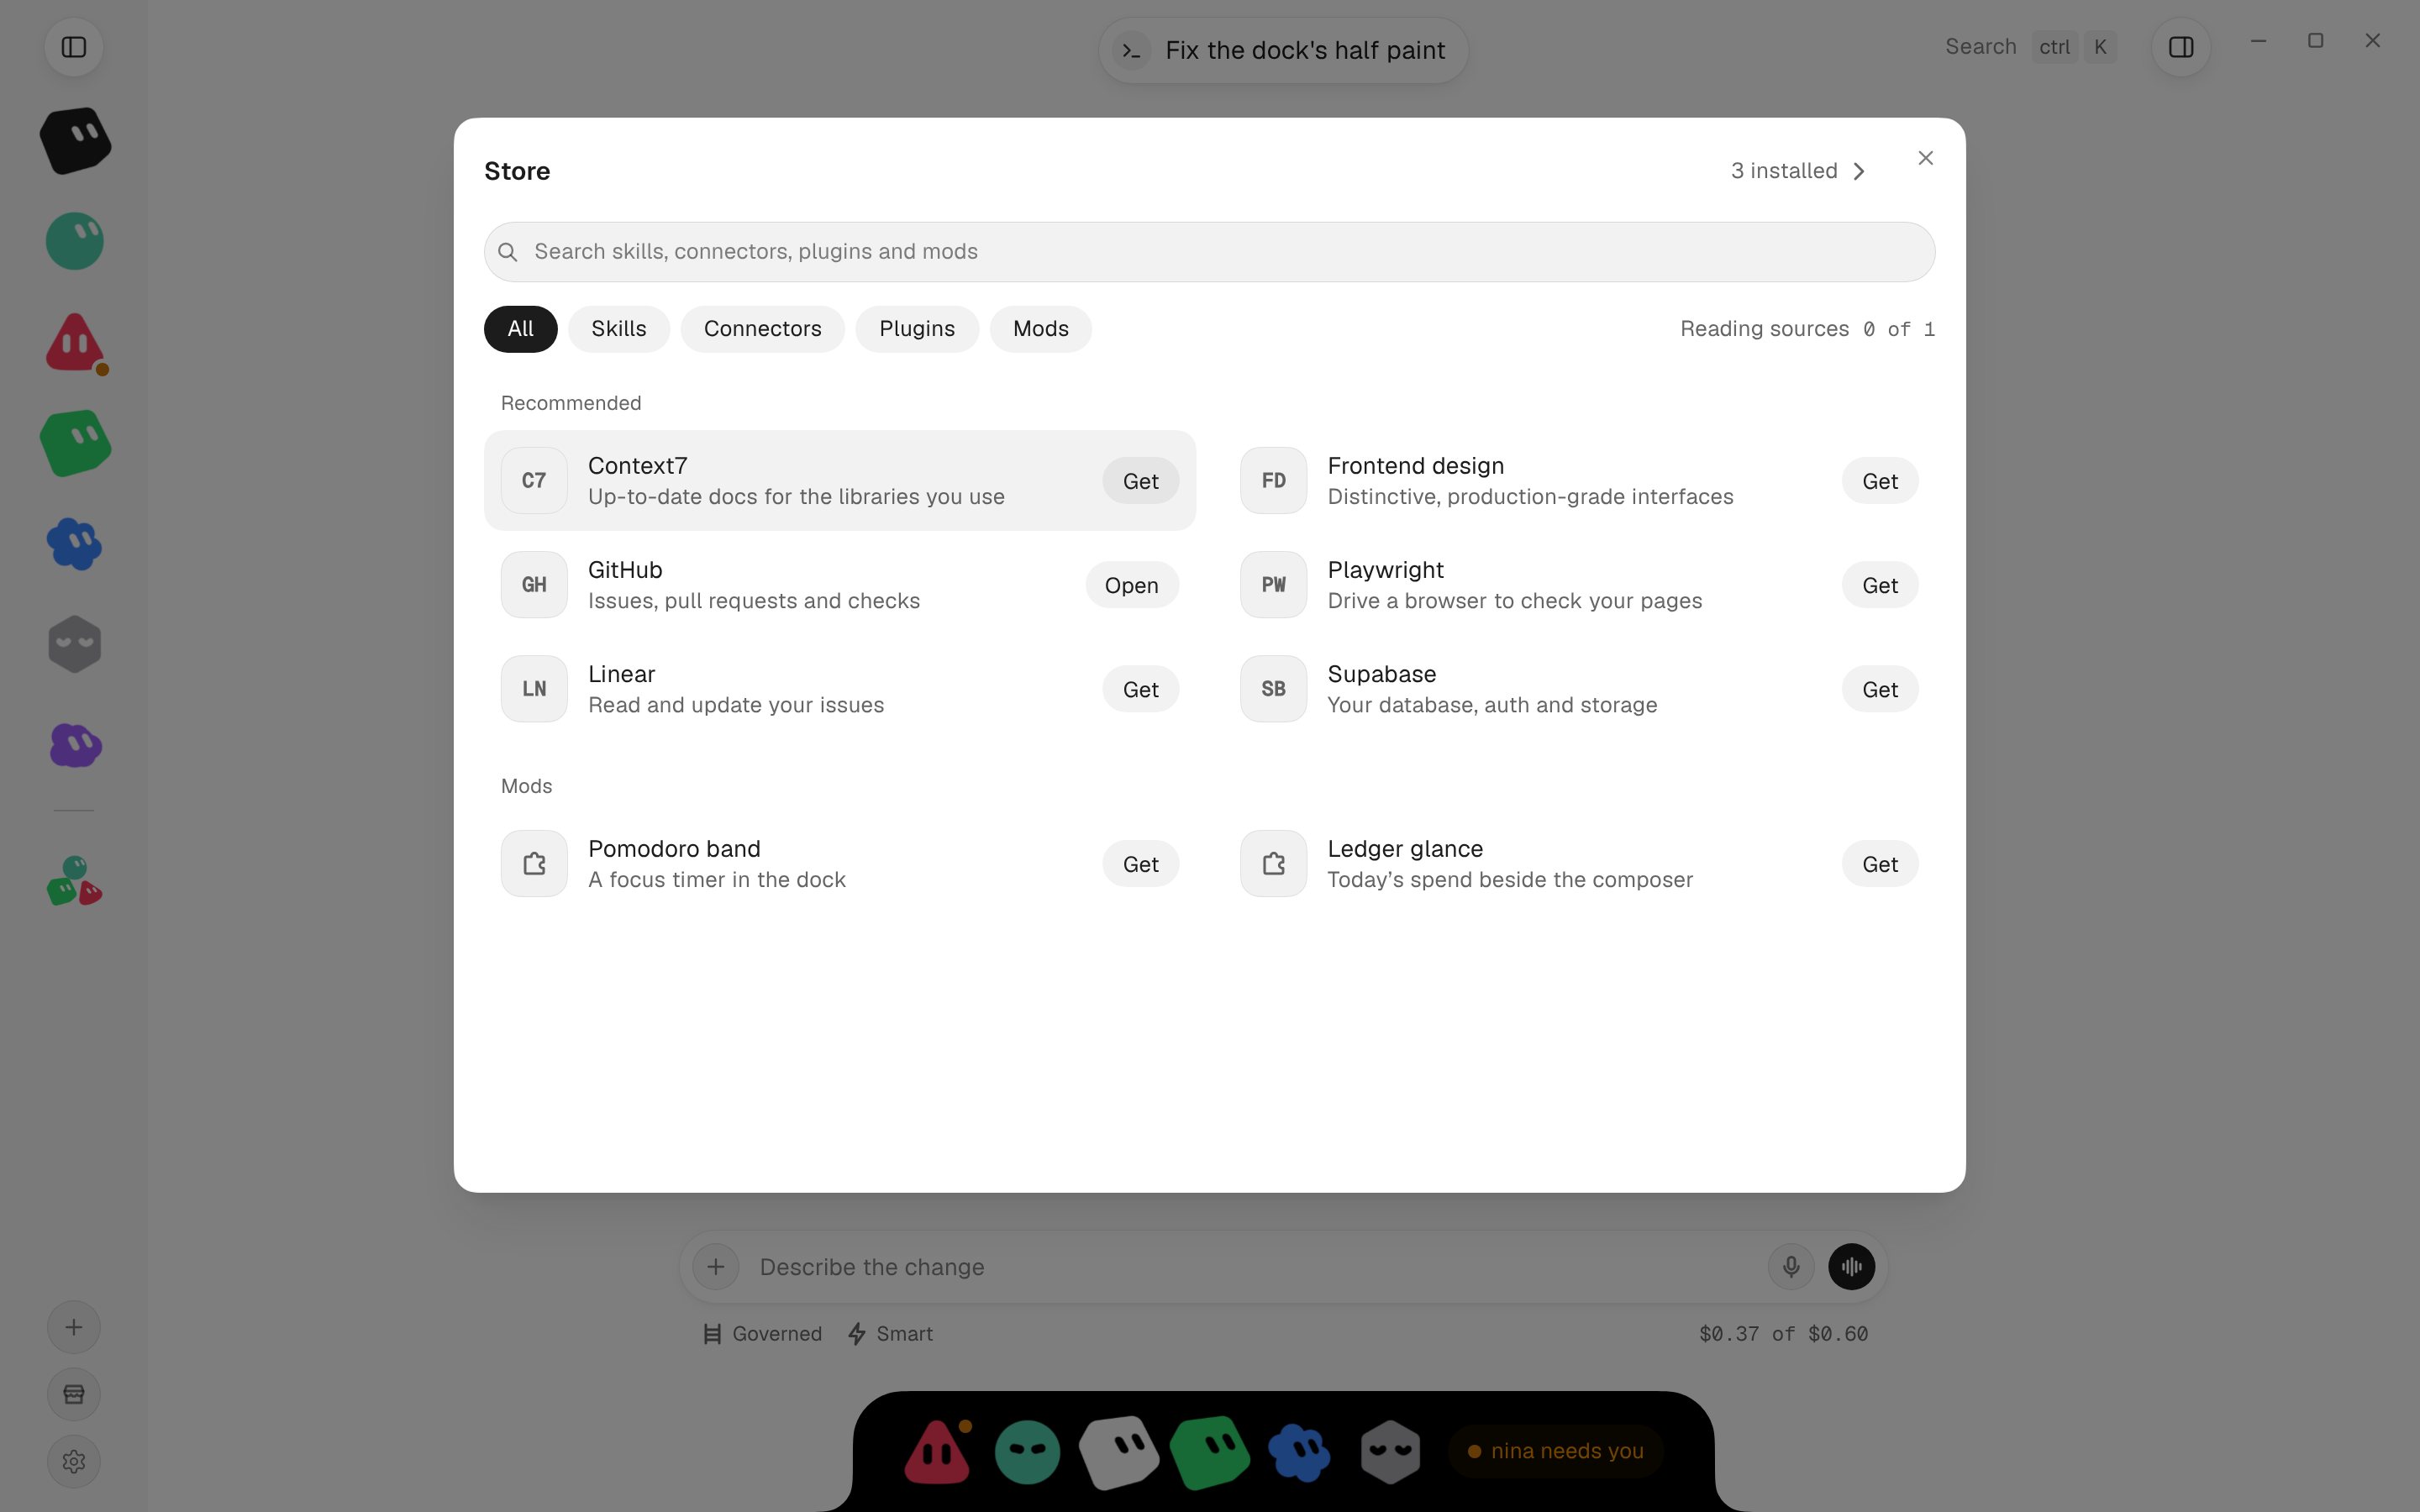 Fix the dock's half paint
Search ctrl K
Store
3 installed
Search skills, connectors, plugins and mods
All
Skills
Connectors
Plugins
Mods
Reading sources 0 of 1
Recommended
C7
Context7
Up-to-date docs for the libraries you use
Get
FD
Frontend design
Distinctive, production-grade interfaces
Get
GH
GitHub
Issues, pull requests and checks
Open
PW
Playwright
Drive a browser to check your pages
Get
LN
Linear
Read and update your issues
Get
SB
Supabase
Your database, auth and storage
Get
Mods
Pomodoro band
A focus timer in the dock
Get
Ledger glance
Today’s spend beside the composer
Get
Describe the change
Governed
Smart
$0.37 of $0.60
nina needs you